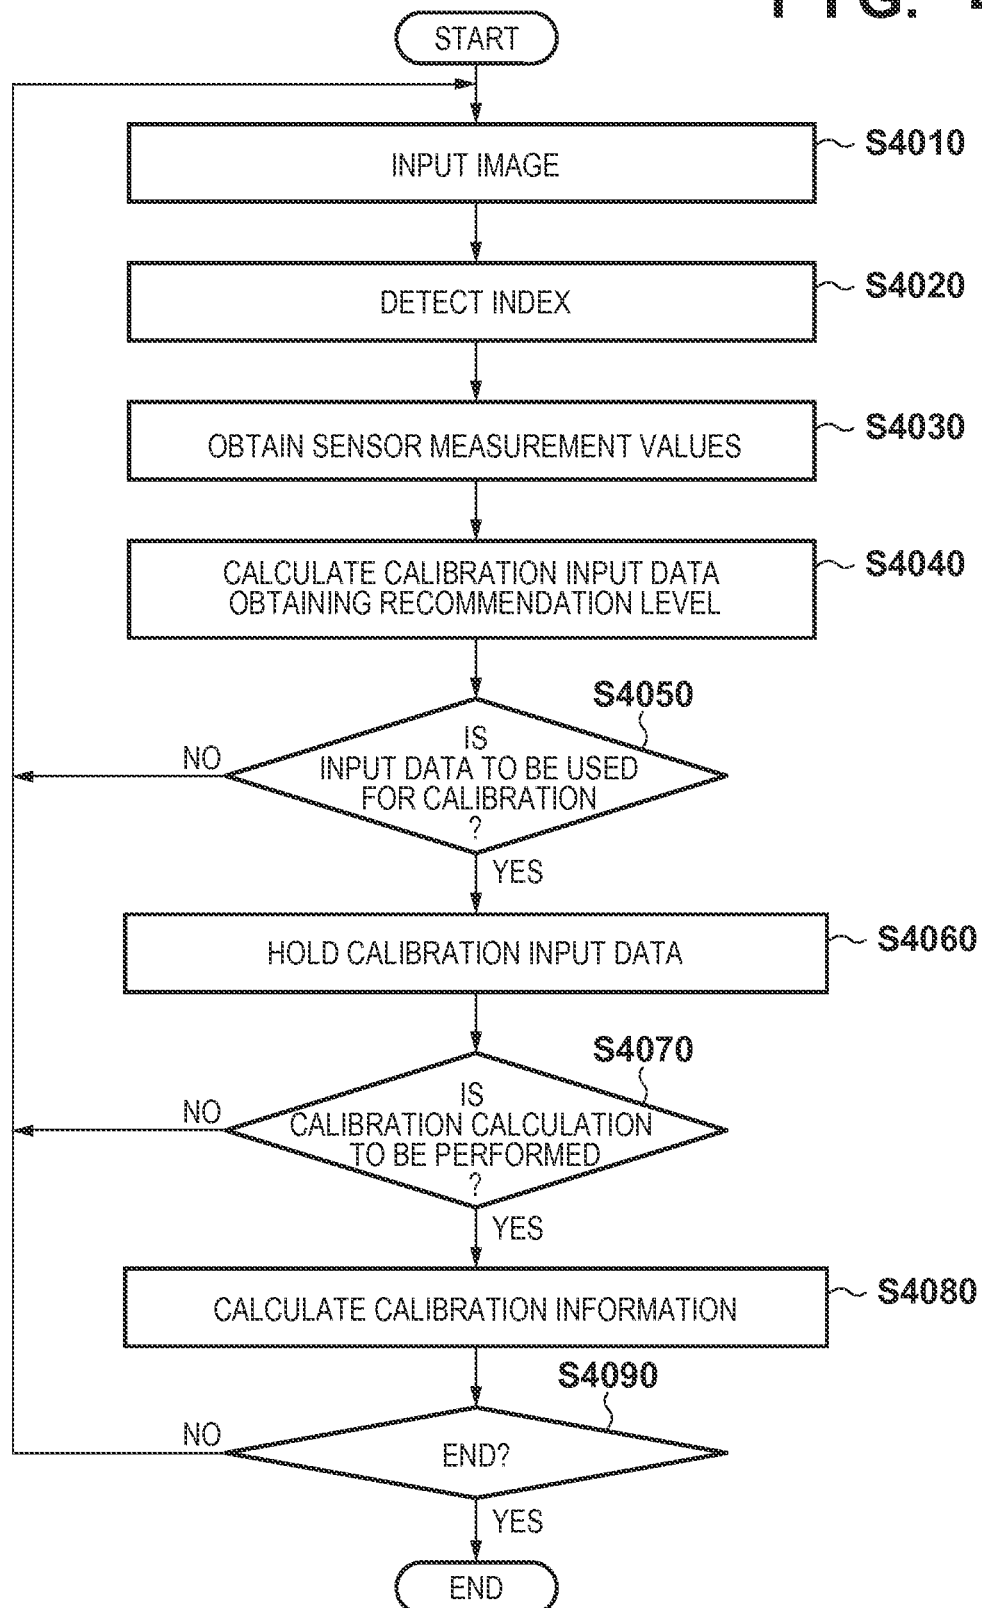 FIG.
START
INPUT IMAGE
S4010
DETECT INDEX
S4020
OBTAIN SENSOR MEASUREMENT VALUES
S4030
CALCULATE CALIBRATION INPUT DATA
OBTAINING RECOMMENDATION LEVEL
S4040
S4050
IS
INPUT DATA TO BE USED
FOR CALIBRATION
?
NO
YES
HOLD CALIBRATION INPUT DATA
S4060
S4070
IS
CALIBRATION CALCULATION
TO BE PERFORMED
?
NO
YES
CALCULATE CALIBRATION INFORMATION
S4080
S4090
END?
NO
YES
END